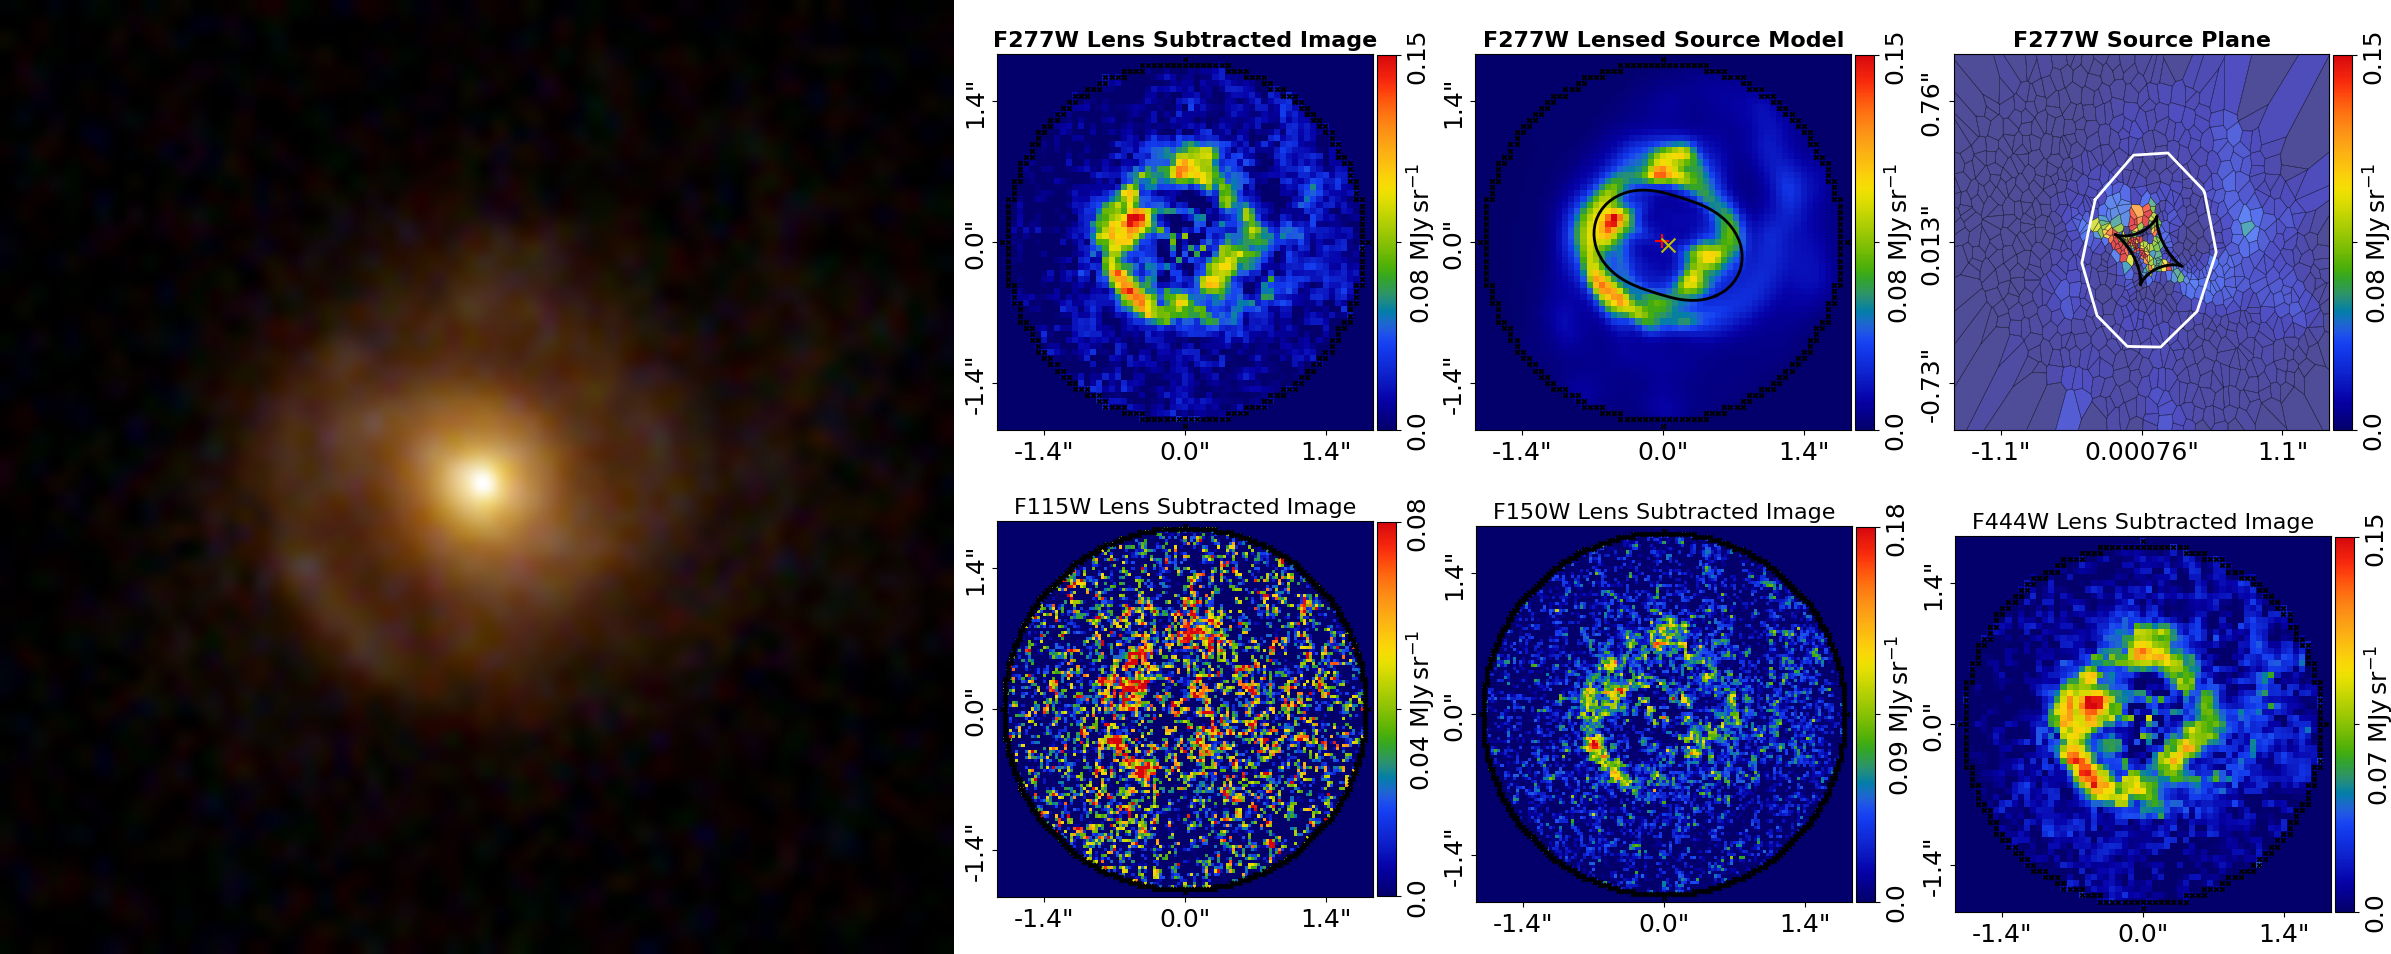 F277W Lens Subtracted Image
1.4"
0.0"
-1.4"
-1.4" 0.0" 1.4"
0.15
0.08 MJy sr−1
0.0
F277W Lensed Source Model
1.4"
0.0"
-1.4"
-1.4" 0.0" 1.4"
0.15
0.08 MJy sr−1
0.0
F277W Source Plane
0.76"
0.013"
-0.73"
-1.1" 0.00076" 1.1"
0.15
0.08 MJy sr−1
0.0
F115W Lens Subtracted Image
1.4"
0.0"
-1.4"
-1.4" 0.0" 1.4"
0.08
0.04 MJy sr−1
0.0
F150W Lens Subtracted Image
1.4"
0.0"
-1.4"
-1.4" 0.0" 1.4"
0.18
0.09 MJy sr−1
0.0
F444W Lens Subtracted Image
1.4"
0.0"
-1.4"
-1.4" 0.0" 1.4"
0.15
0.07 MJy sr−1
0.0